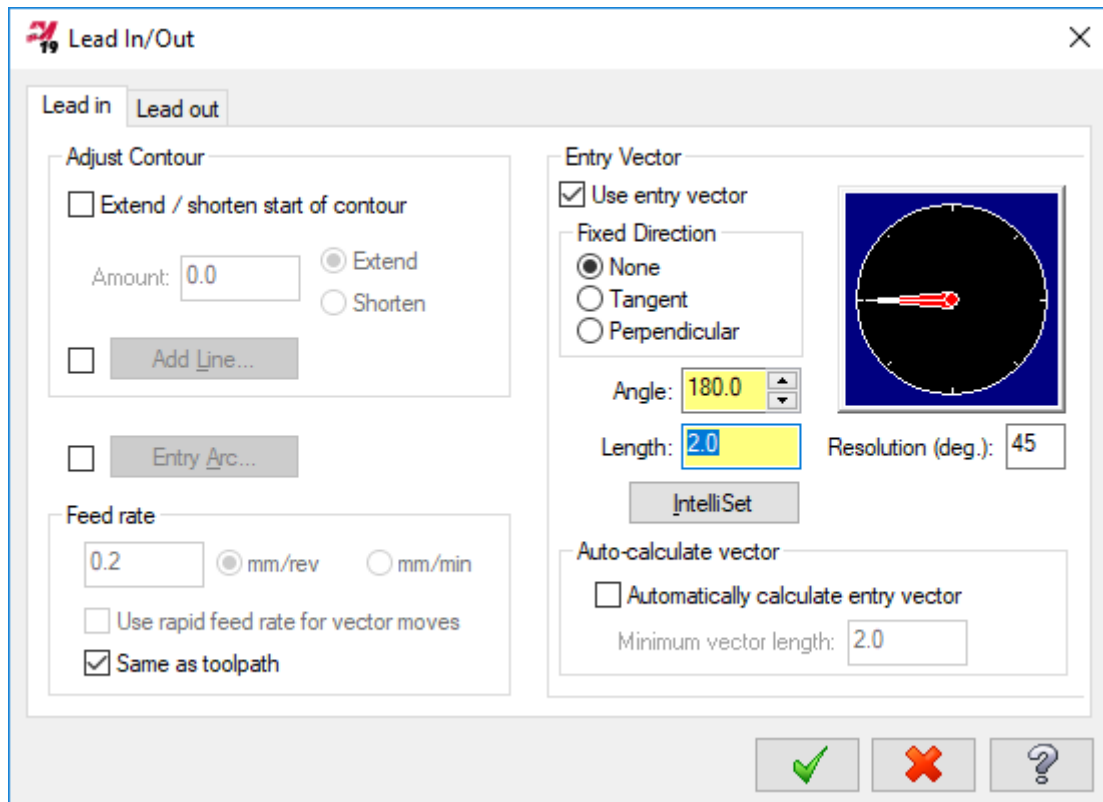 19 Lead In/Out
Lead in
Lead out
Adjust Contour
Extend / shorten start of contour
Amount: 0.0
Extend
Shorten
Add Line...
Entry Arc...
Feed rate
0.2
mm/rev
mm/min
Use rapid feed rate for vector moves
Same as toolpath
Entry Vector
Use entry vector
Fixed Direction
None
Tangent
Perpendicular
Angle: 180.0
Length: 2.0
Resolution (deg.): 45
IntelliSet
Auto-calculate vector
Automatically calculate entry vector
Minimum vector length: 2.0